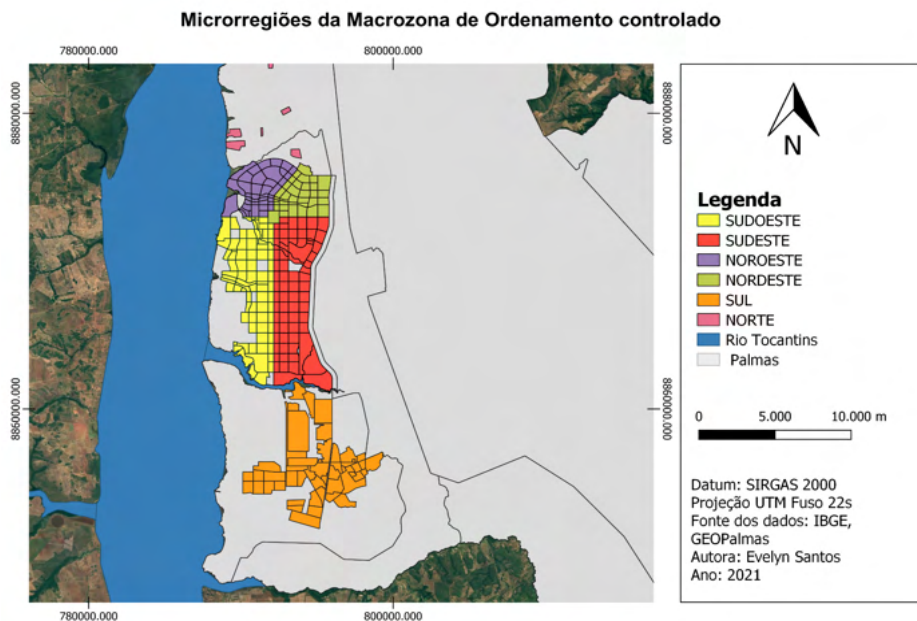 Microrregiões da Macrozona de Ordenamento controlado
780000.000
800000.000
8880000.000
8880000.000
N
Legenda
SUDOESTE
SUDESTE
NOROESTE
NORDESTE
SUL
NORTE
Rio Tocantins
Palmas
8860000.000
8860000.000
0 5.000 10.000 m
Datum: SIRGAS 2000
Projeção UTM Fuso 22s
Fonte dos dados: IBGE,
GEOPalmas
Autora: Evelyn Santos
Ano: 2021
780000.000
800000.000